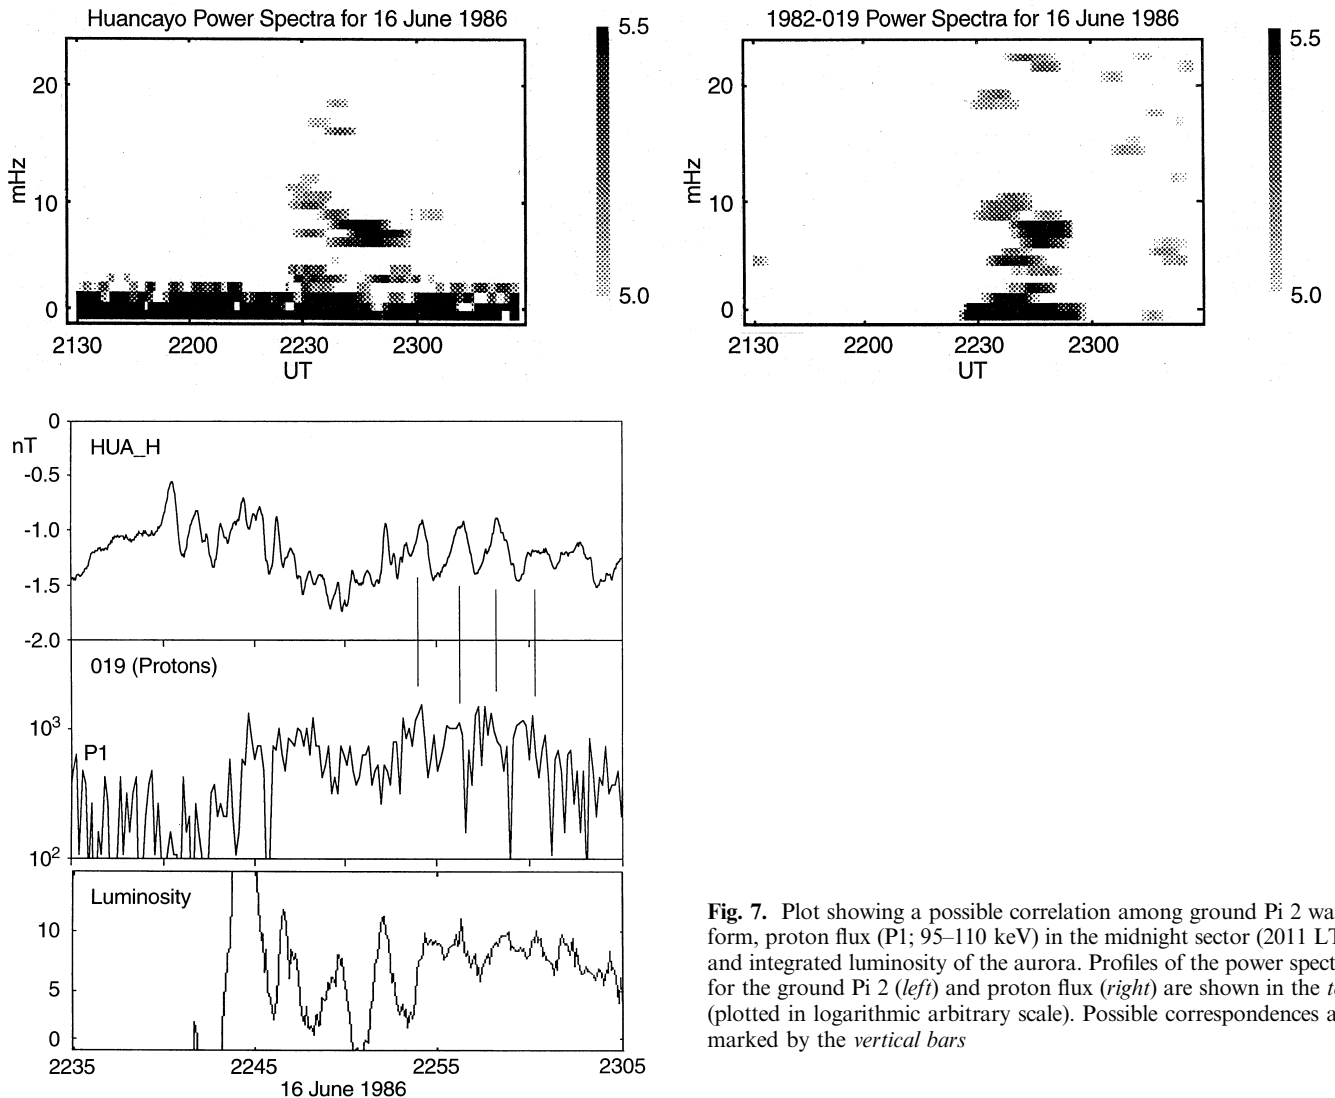 Huancayo Power Spectra for 16 June 1986
5.5
20
mHz
10
0
5.0
2130 2200 2230 2300
UT
1982-019 Power Spectra for 16 June 1986
5.5
20
mHz
10
0
5.0
2130 2200 2230 2300
UT
0
nT
HUA_H
-0.5
-1.0
-1.5
-2.0
019 (Protons)
10³
P1
10²
Luminosity
10
5
0
2235 2245 2255 2305
16 June 1986
Fig. 7. Plot showing a possible correlation among ground Pi 2 wa
form, proton flux (P1; 95–110 keV) in the midnight sector (2011 LT
and integrated luminosity of the aurora. Profiles of the power spect
for the ground Pi 2 (left) and proton flux (right) are shown in the t
(plotted in logarithmic arbitrary scale). Possible correspondences a
marked by the vertical bars